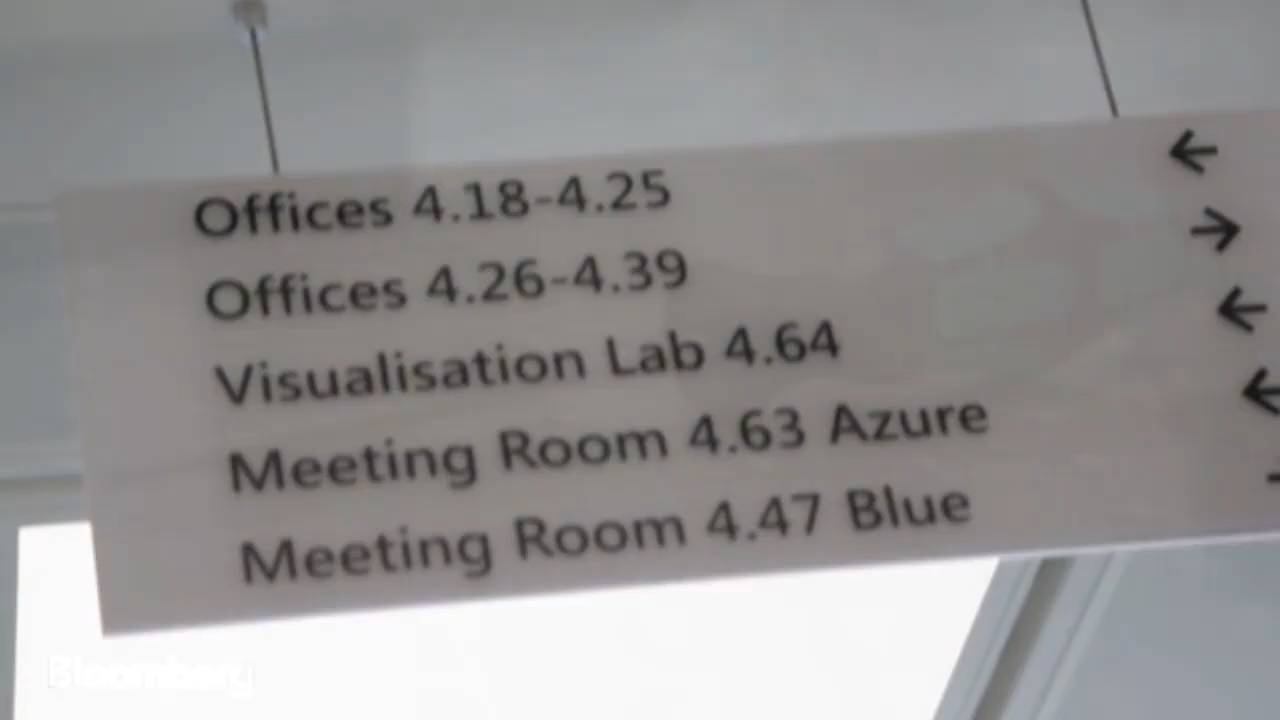 Offices 4.18-4.25 ←
Offices 4.26-4.39 →
Visualisation Lab 4.64 ←
Meeting Room 4.63 Azure ←
Meeting Room 4.47 Blue
Bloomberg